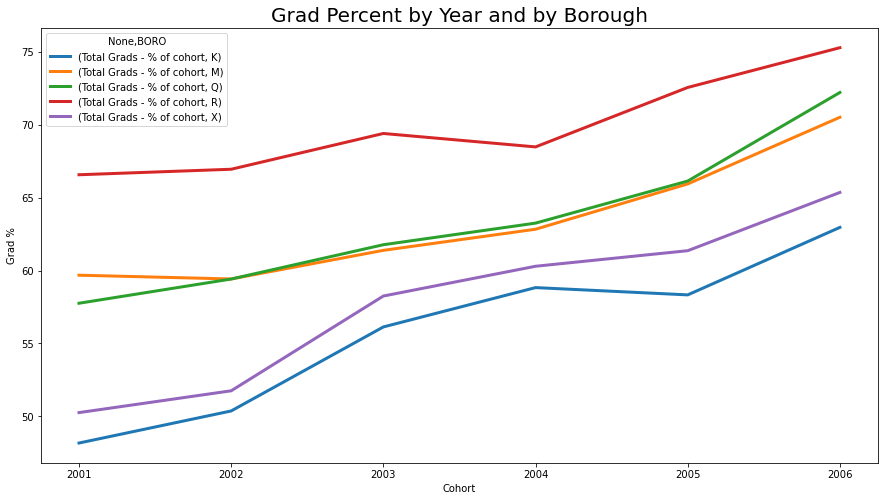 Grad Percent by Year and by Borough
None,BORO
(Total Grads - % of cohort, K)
(Total Grads - % of cohort, M)
(Total Grads - % of cohort, Q)
(Total Grads - % of cohort, R)
(Total Grads - % of cohort, X)
Grad %
75
70
65
60
55
50
2001 2002 2003 2004 2005 2006
Cohort